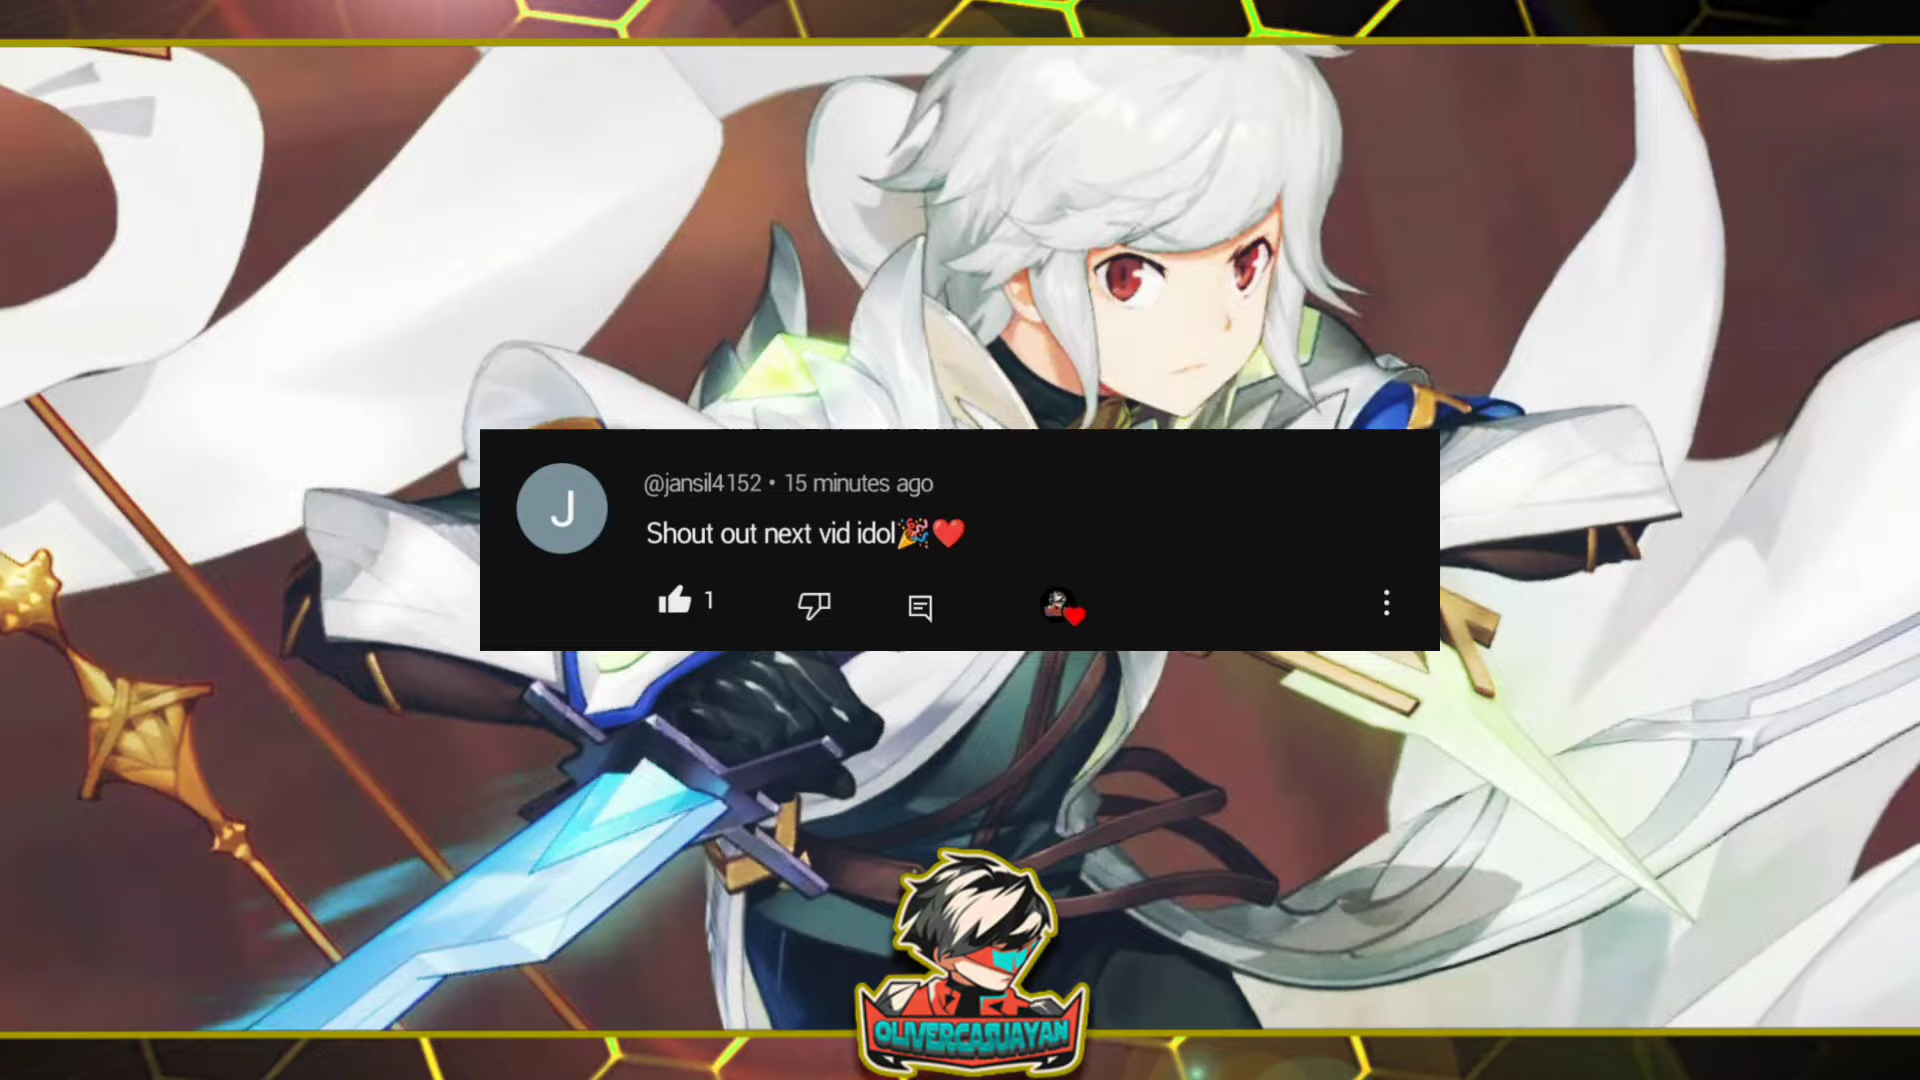 @jansil4152 • 15 minutes ago
Shout out next vid idol🎉❤️
J
1
OLIVERCASUAYAN